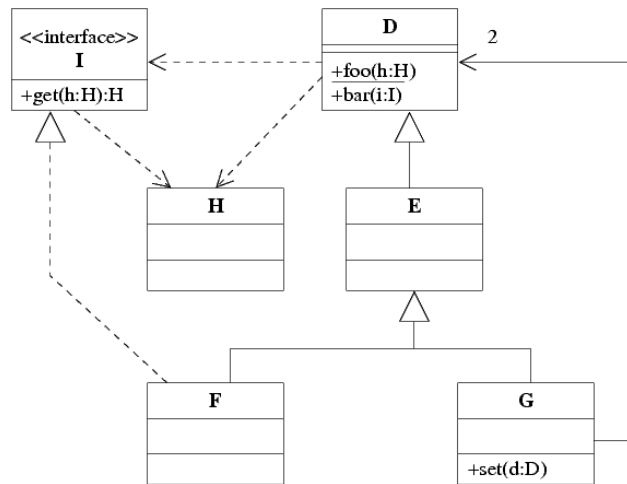 <<interface>>
I
+get(h:H):H
D
+foo(h:H)
+bar(i:I)
2
H
E
F
G
+set(d:D)